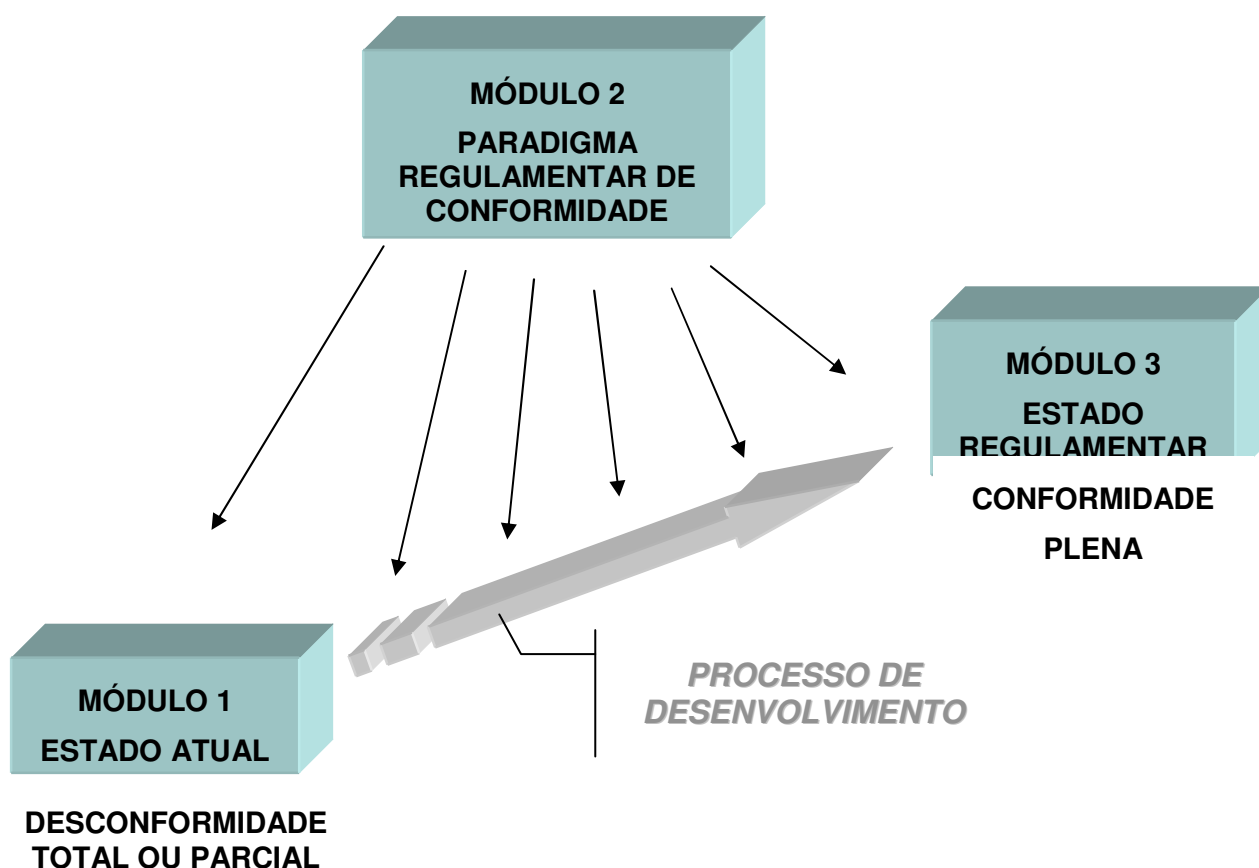 MÓDULO 2
PARADIGMA
REGULAMENTAR DE
CONFORMIDADE
MÓDULO 3
ESTADO
REGULAMENTAR
CONFORMIDADE
PLENA
PROCESSO DE
DESENVOLVIMENTO
MÓDULO 1
ESTADO ATUAL
DESCONFORMIDADE
TOTAL OU PARCIAL